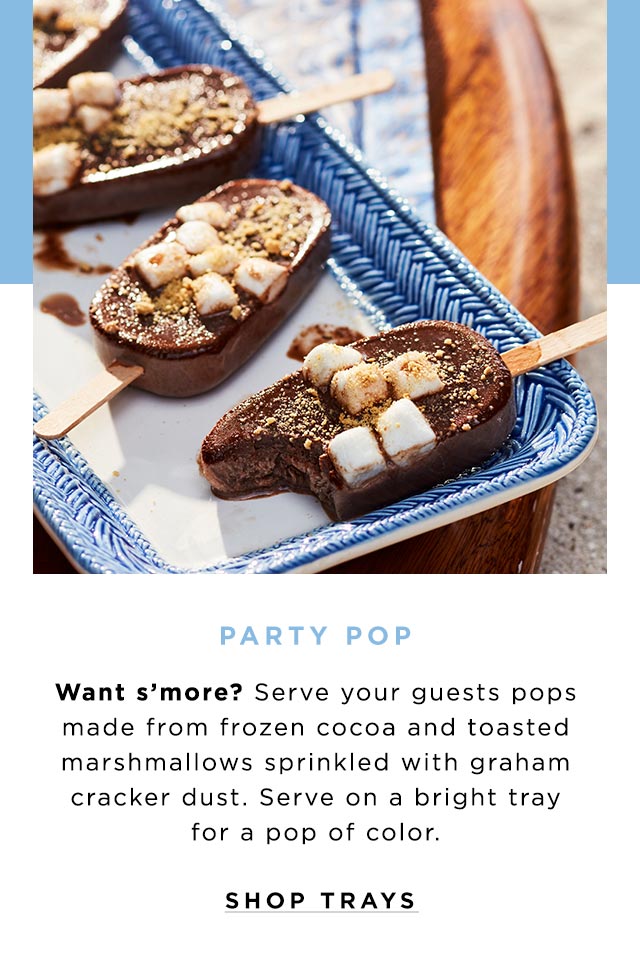 PARTY POP
Want s’more? Serve your guests pops
made from frozen cocoa and toasted
marshmallows sprinkled with graham
cracker dust. Serve on a bright tray
for a pop of color.
SHOP TRAYS